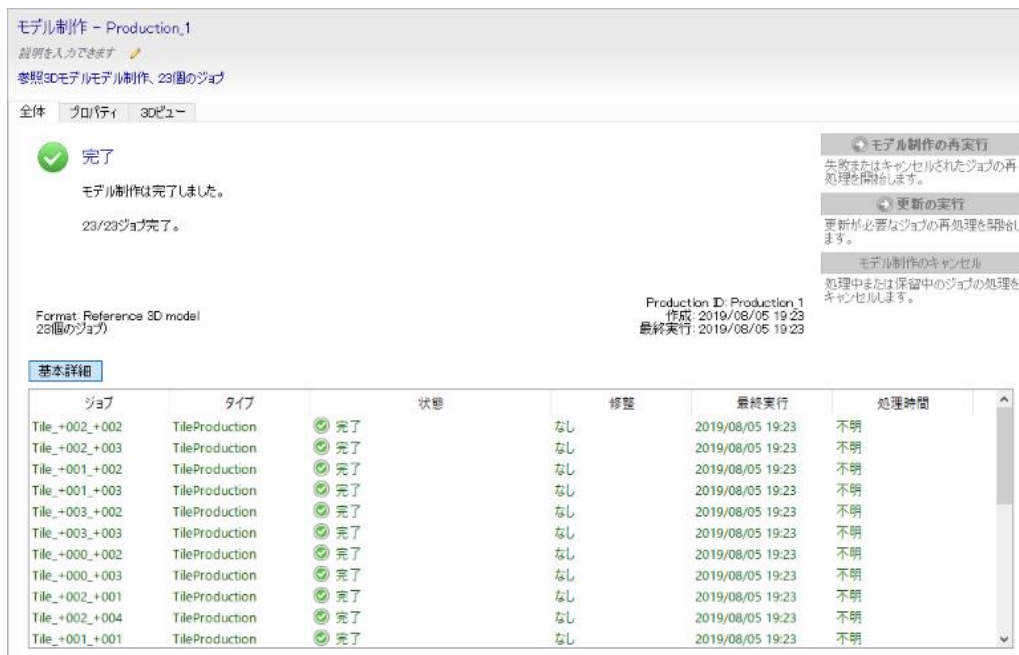 モデル制作 - Production_1
説明を入力できます
参照3Dモデルモデル制作、23個のジョブ
全体 プロパティ 3Dビュー
完了
モデル制作は完了しました。
23/23ジョブ完了。
モデル制作の再実行
失敗またはキャンセルされたジョブの再
処理を開始します。
更新の実行
更新が必要なジョブの再処理を開始し
ます。
モデル制作のキャンセル
処理中または保留中のジョブの処理を
キャンセルします。
Format: Reference 3D model
23個のジョブ)
Production ID: Production_1
作成: 2019/08/05 19:23
最終実行: 2019/08/05 19:23
基本詳細
ジョブ タイプ 状態 修整 最終実行 処理時間
Tile_+002_+002 TileProduction 完了 なし 2019/08/05 19:23 不明
Tile_+002_+003 TileProduction 完了 なし 2019/08/05 19:23 不明
Tile_+001_+002 TileProduction 完了 なし 2019/08/05 19:23 不明
Tile_+001_+003 TileProduction 完了 なし 2019/08/05 19:23 不明
Tile_+003_+002 TileProduction 完了 なし 2019/08/05 19:23 不明
Tile_+003_+003 TileProduction 完了 なし 2019/08/05 19:23 不明
Tile_+000_+002 TileProduction 完了 なし 2019/08/05 19:23 不明
Tile_+000_+003 TileProduction 完了 なし 2019/08/05 19:23 不明
Tile_+002_+001 TileProduction 完了 なし 2019/08/05 19:23 不明
Tile_+002_+004 TileProduction 完了 なし 2019/08/05 19:23 不明
Tile_+001_+001 TileProduction 完了 なし 2019/08/05 19:23 不明